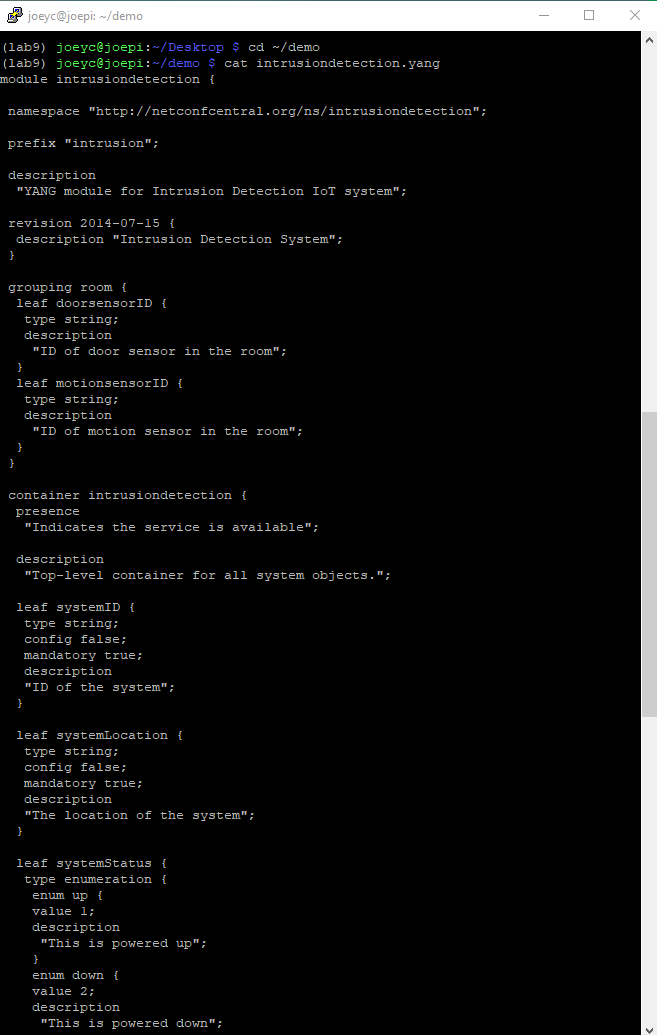 joeyc@joepi: ~/demo
(lab9) joeyc@joepi:~/Desktop $ cd ~/demo
(lab9) joeyc@joepi:~/demo $ cat intrusiondetection.yang
module intrusiondetection {
namespace "http://netconfcentral.org/ns/intrusiondetection";
prefix "intrusion";
description
"YANG module for Intrusion Detection IoT system";
revision 2014-07-15 {
description "Intrusion Detection System";
}
grouping room {
leaf doorsensorID {
type string;
description
"ID of door sensor in the room";
}
leaf motionsensorID {
type string;
description
"ID of motion sensor in the room";
}
}
container intrusiondetection {
presence
"Indicates the service is available";
description
"Top-level container for all system objects.";
leaf systemID {
type string;
config false;
mandatory true;
description
"ID of the system";
}
leaf systemLocation {
type string;
config false;
mandatory true;
description
"The location of the system";
}
leaf systemStatus {
type enumeration {
enum up {
value 1;
description
"This is powered up";
}
enum down {
value 2;
description
"This is powered down";